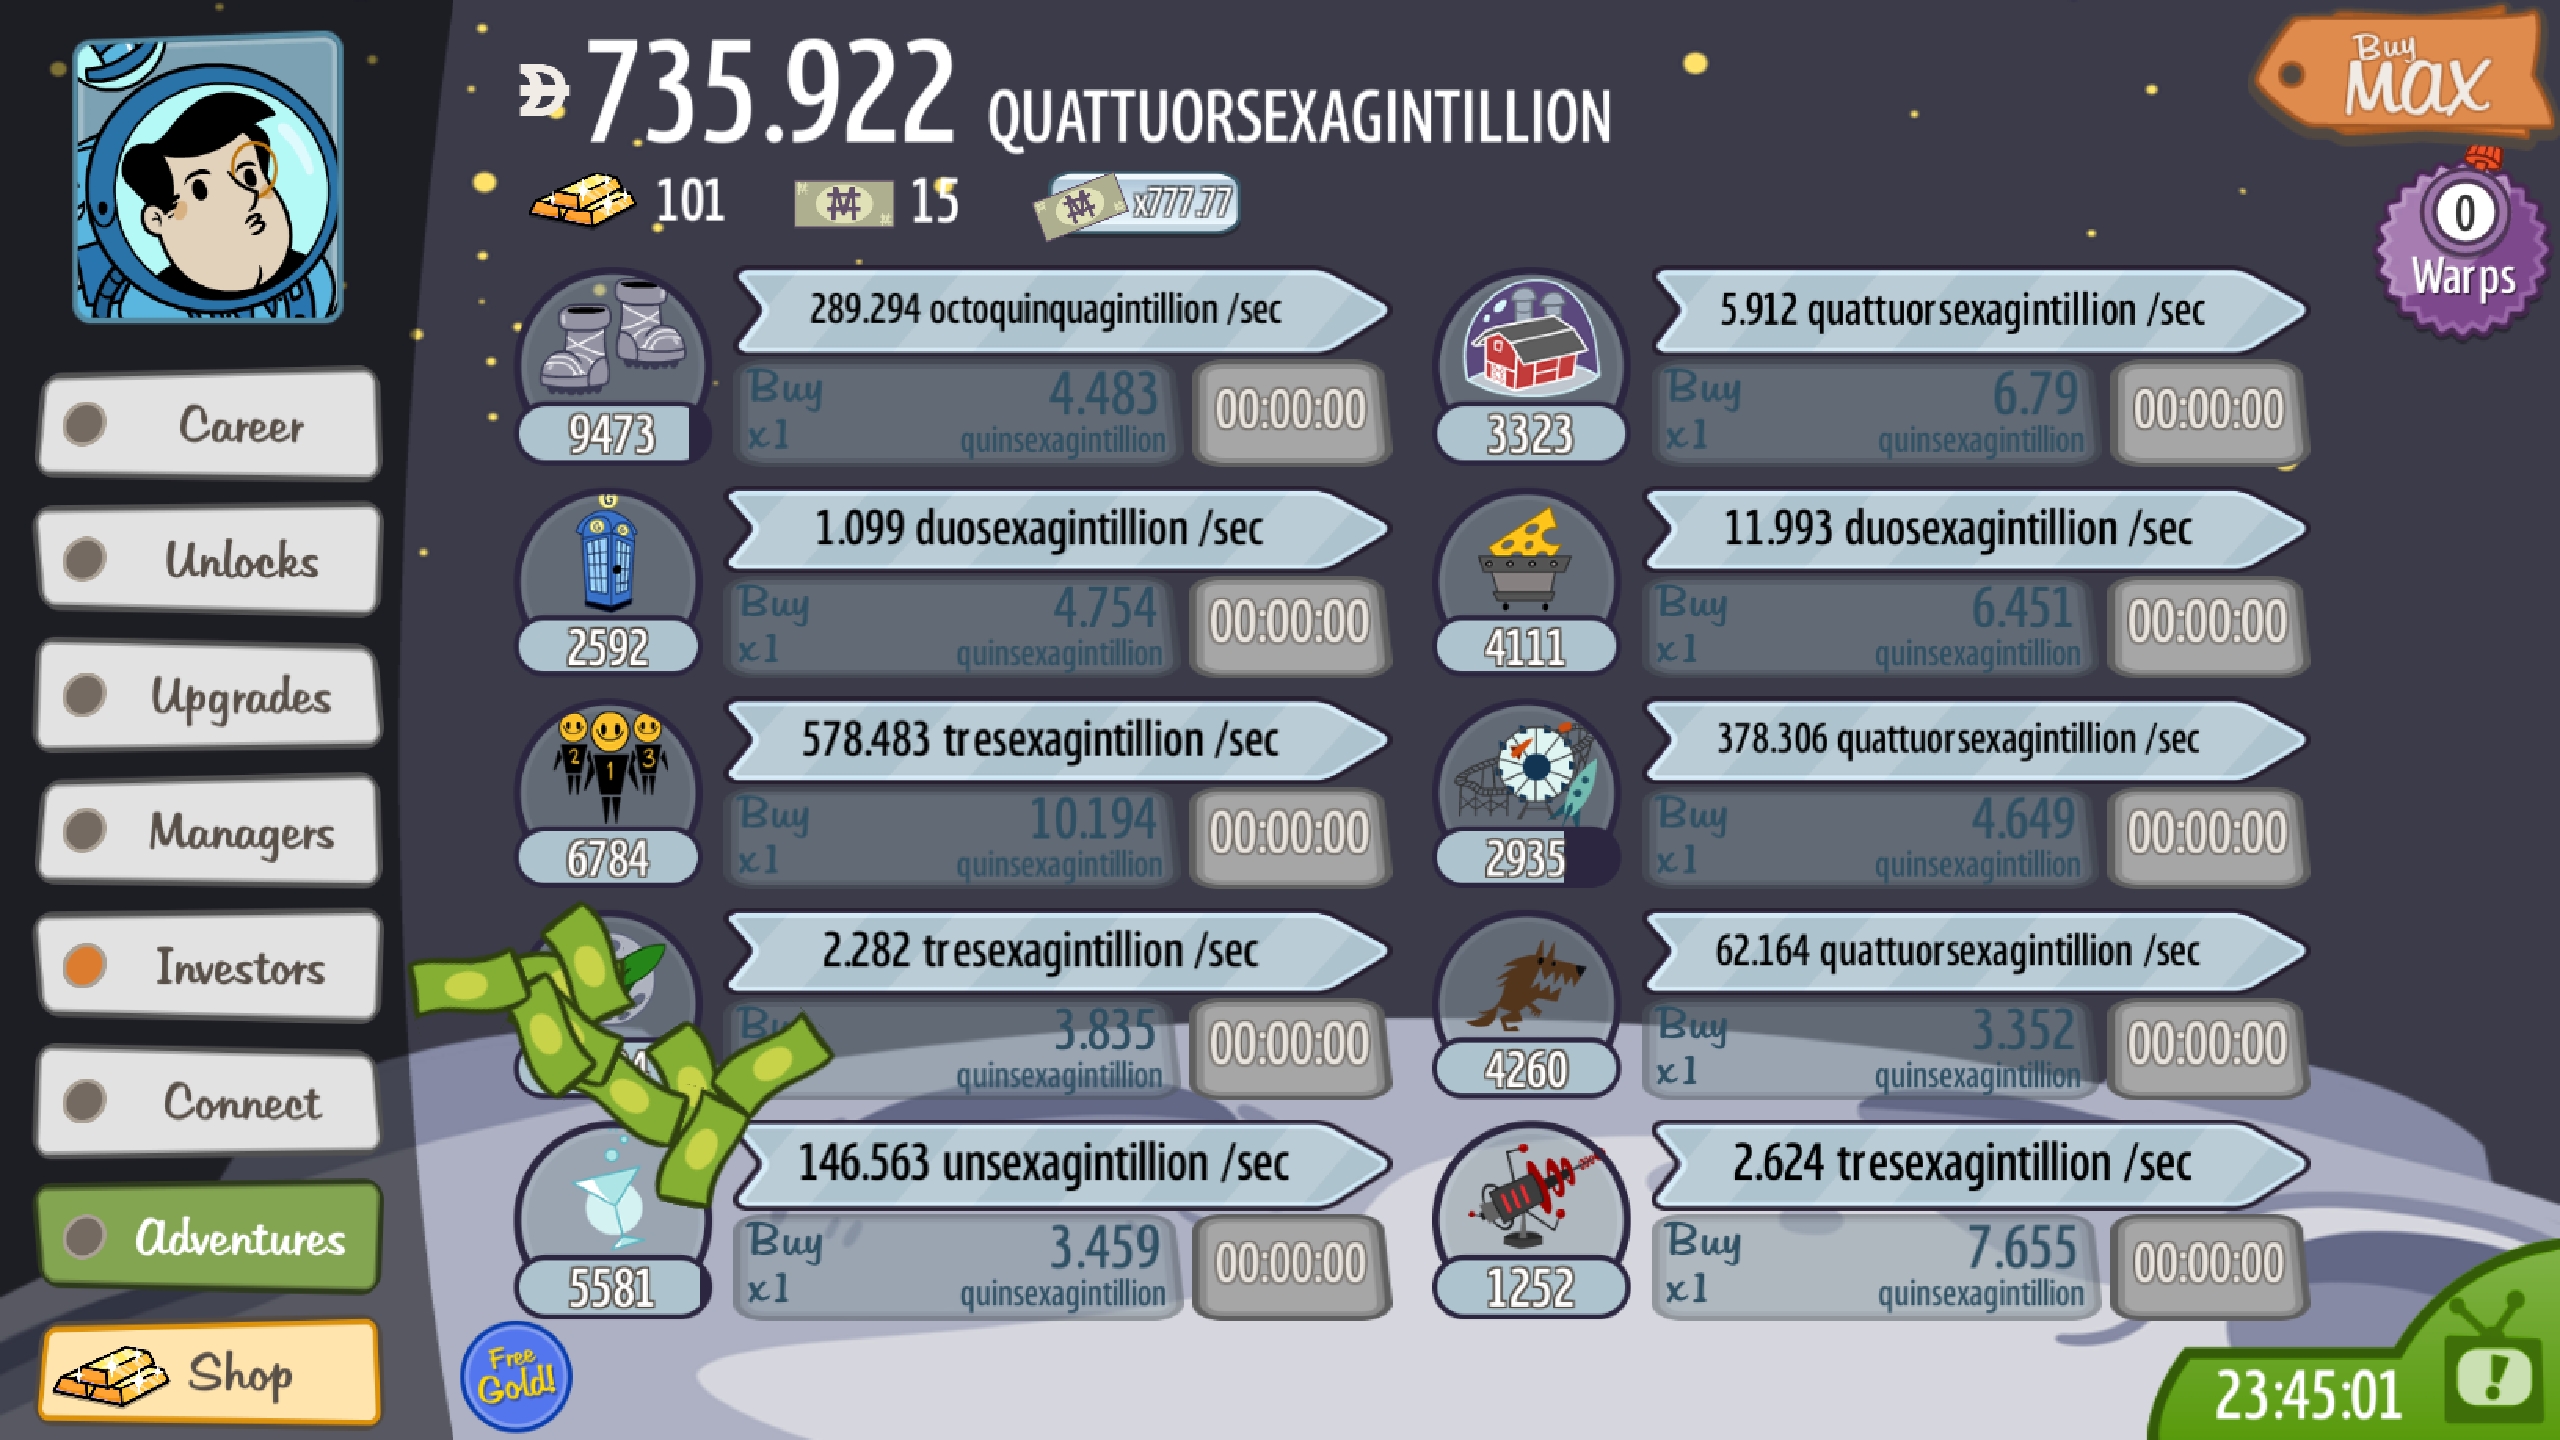 735.922 QUATTUORSEXAGINTILLION
Buy
MAX
101
15
x777.77
0
Warps
Career
Unlocks
Upgrades
Managers
Investors
Connect
Adventures
Shop
289.294 octoquinquagintillion /sec
Buy 4.483
x1 quinsexagintillion
00:00:00
9473
5.912 quattuorsexagintillion /sec
Buy 6.79
x1 quinsexagintillion
00:00:00
3323
1.099 duosexagintillion /sec
Buy 4.754
x1 quinsexagintillion
00:00:00
2592
11.993 duosexagintillion /sec
Buy 6.451
x1 quinsexagintillion
00:00:00
4111
2 1 3
578.483 tresexagintillion /sec
Buy 10.194
x1 quinsexagintillion
00:00:00
6784
378.306 quattuorsexagintillion /sec
Buy 4.649
x1 quinsexagintillion
00:00:00
2935
2.282 tresexagintillion /sec
Buy 3.835
quinsexagintillion
00:00:00
62.164 quattuorsexagintillion /sec
Buy 3.352
x1 quinsexagintillion
00:00:00
4260
146.563 unsexagintillion /sec
Buy 3.459
x1 quinsexagintillion
00:00:00
5581
2.624 tresexagintillion /sec
Buy 7.655
x1 quinsexagintillion
00:00:00
1252
Free
Gold!
23:45:01